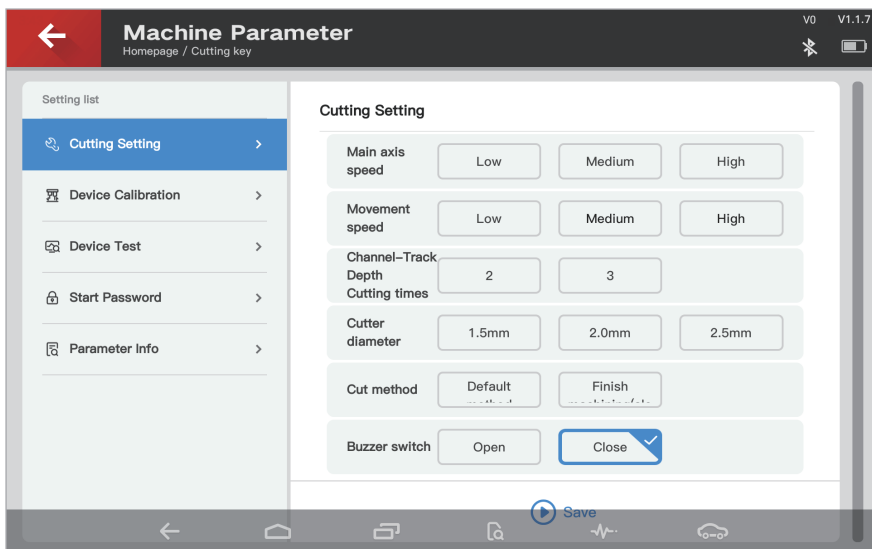 Machine Parameter
Homepage / Cutting key
V0 V1.1.7
Setting list
Cutting Setting
Device Calibration
Device Test
Start Password
Parameter Info
Cutting Setting
Main axis
speed
Low Medium High
Movement
speed
Low Medium High
Channel-Track
Depth
Cutting times
2 3
Cutter
diameter
1.5mm 2.0mm 2.5mm
Cut method
Default
Finish
Buzzer switch
Open Close
Save